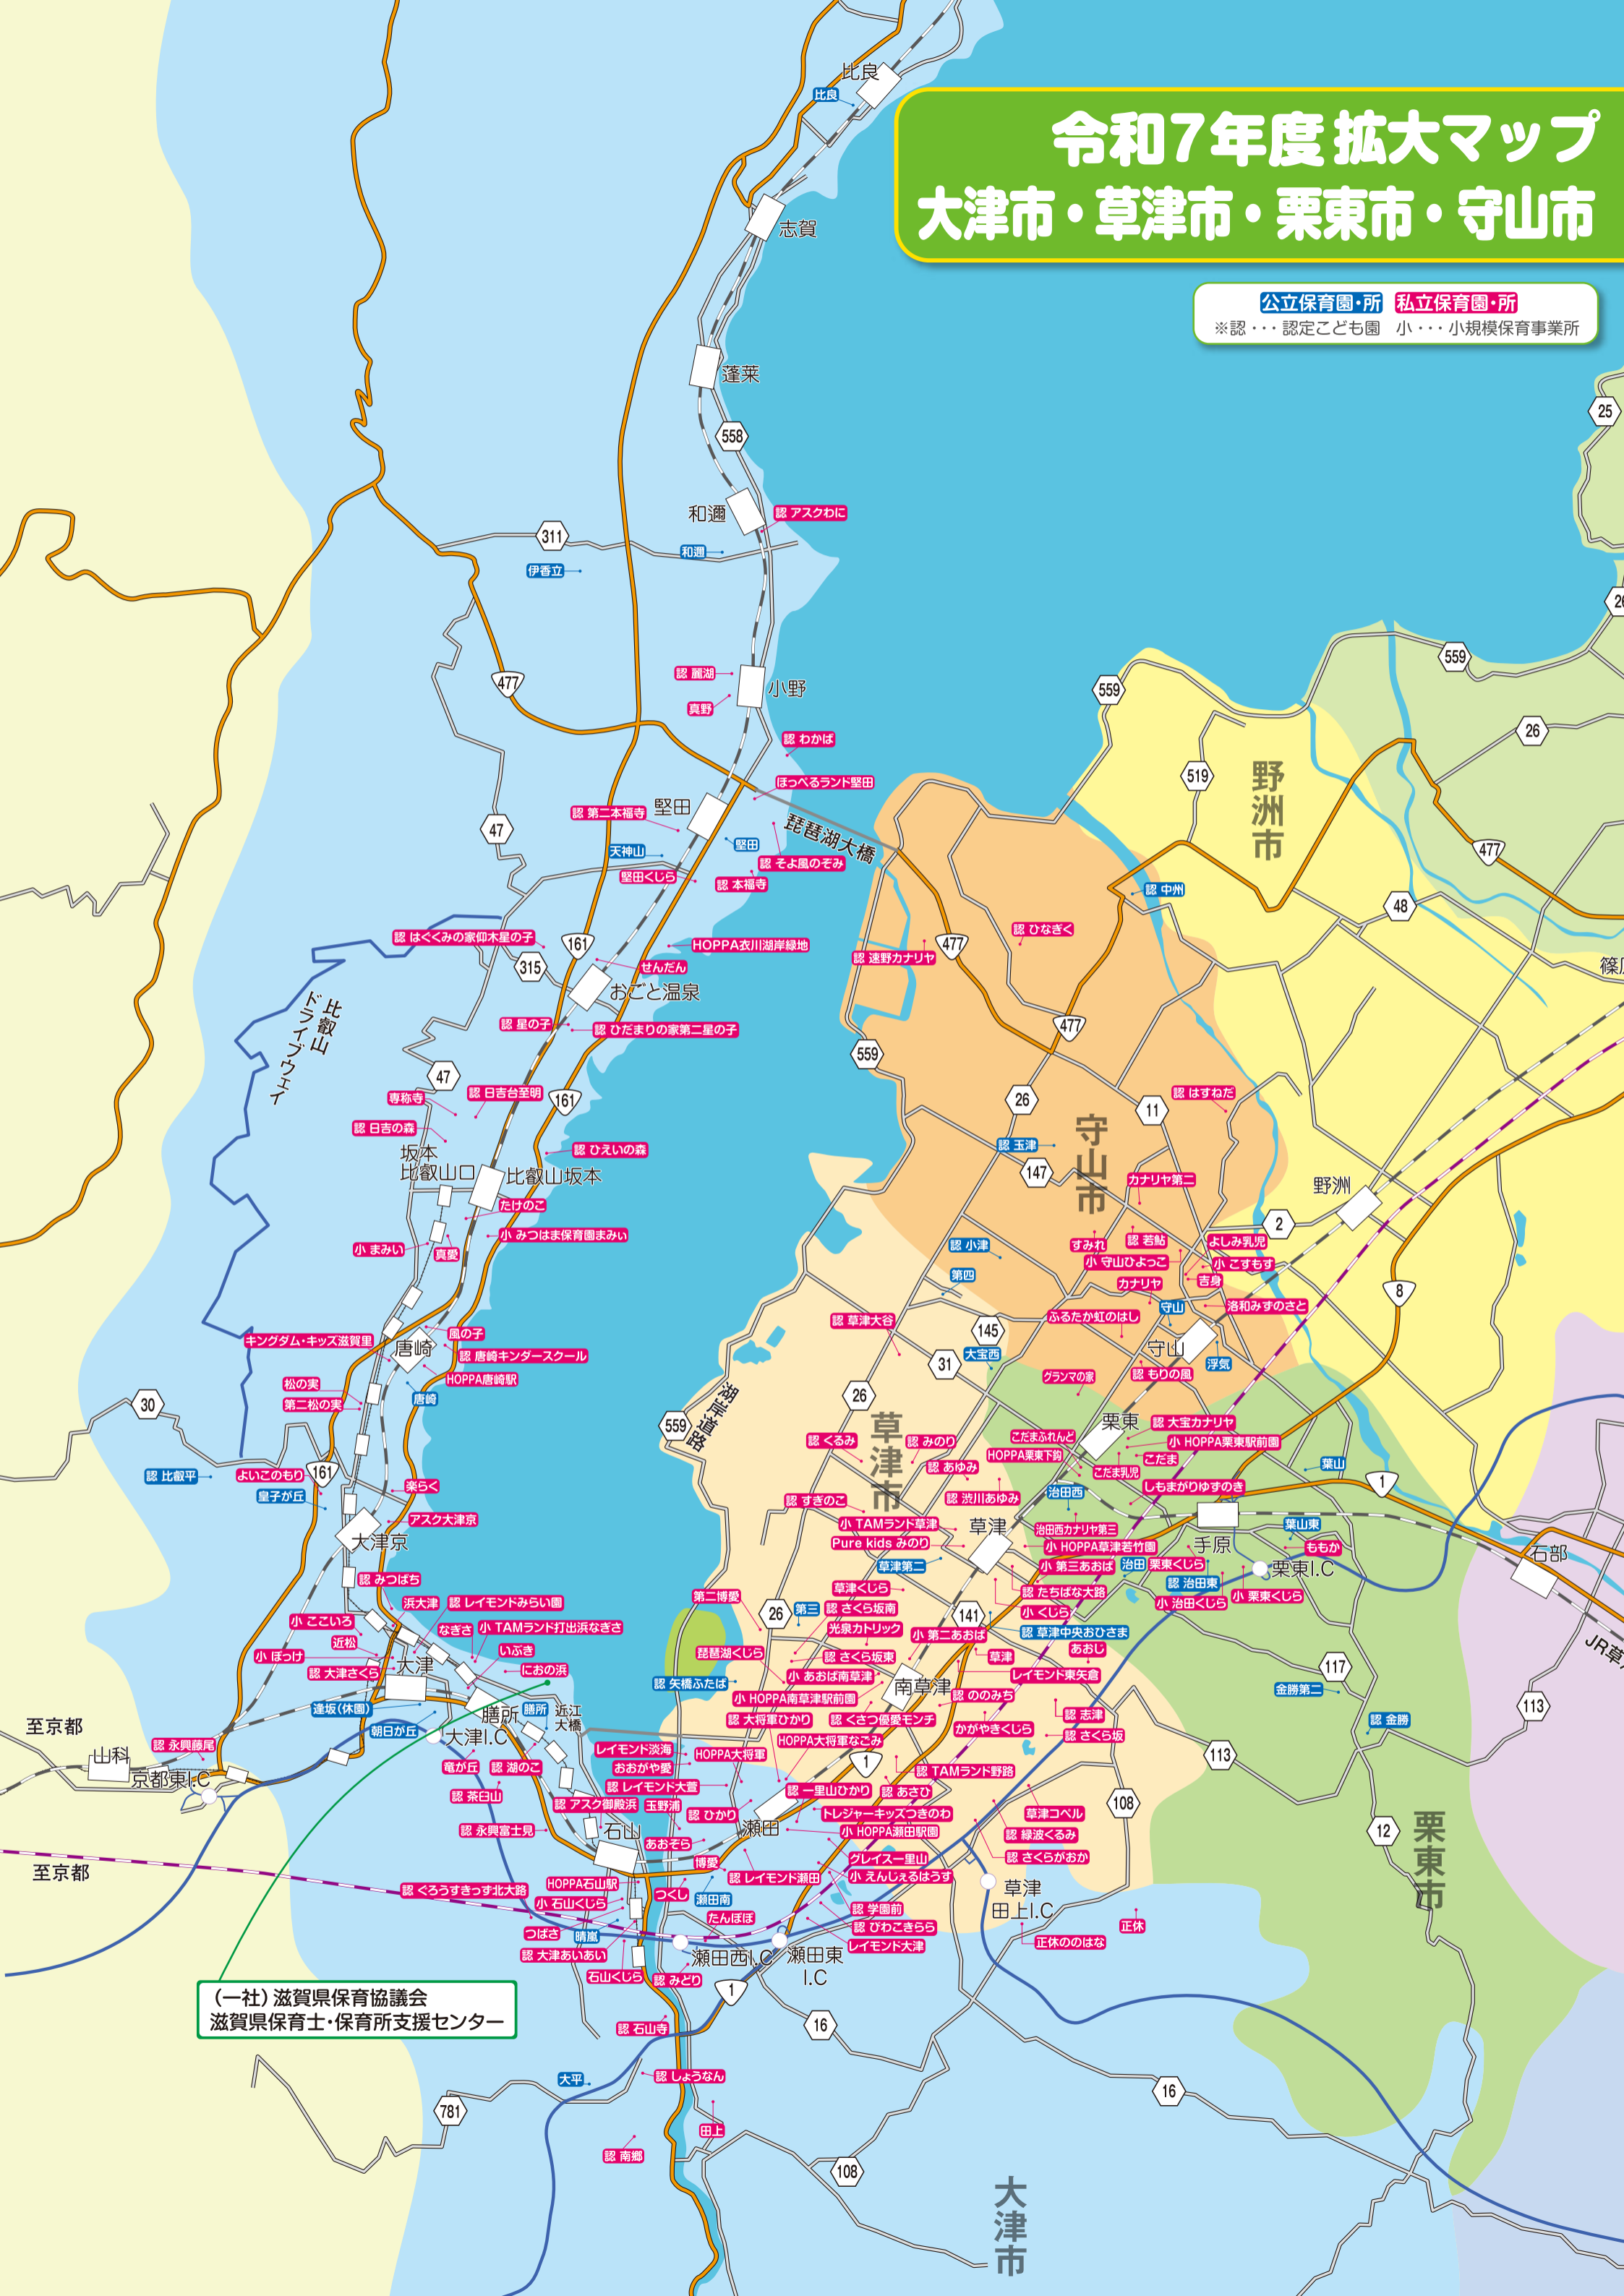 令和7年度 拡大マップ
大津市・草津市・栗東市・守山市
公立保育園・所 私立保育園・所
※認・・・認定こども園 小・・・小規模保育事業所
比良
比良
志賀
蓬莱
558
25
和邇
認 アスクわに
311
和邇
伊香立
26
559
559
認 麗湖
小野
477
真野
26
認 わかば
519
野洲市
ほっぺるランド堅田
認 第二本福寺
堅田
琵琶湖大橋
47
堅田
477
天神山
認 そよ風のぞみ
堅田くじら
認 本福寺
認 中州
48
認 はぐくみの家仰木星の子
161
HOPPA衣川湖岸緑地
認 ひなぎく
477
認 速野カナリヤ
315
せんだん
おごと温泉
篠原
比叡山
ドライブウェイ
認 星の子
認 ひだまりの家第二星の子
477
559
47
専称寺
認 日吉台至明
161
26
11
認 はすねだ
認 日吉の森
認 ひえいの森
守山市
認 玉津
坂本
比叡山口
比叡山坂本
147
カナリヤ第二
野洲
たけのこ
2
小 みつはま保育園まみぃ
小 まみい
真愛
認 小津
すみれ
認 若鮎
よしみ乳児
小 守山ひよっこ
小 こすもす
第四
カナリヤ
吉身
8
守山
洛和みずのさと
認 草津大谷
ふるたか虹のはし
キングダム・キッズ滋賀里
風の子
唐崎
145
守山
認 唐崎キンダースクール
31
大宝西
浮気
HOPPA唐崎駅
グランマの家
認 もりの風
松の実
唐崎
26
第二松の実
30
湖岸道路
559
草津市
栗東
認 大宝カナリヤ
認 くるみ
認 みのり
こだまふれんど
小 HOPPA栗東駅前園
HOPPA栗東下鈎
こだま
認 比叡平
よいこのもり
161
認 あゆみ
こだま乳児
葉山
楽らく
しもまがりゆずのき
1
皇子が丘
認 すぎのこ
認 渋川あゆみ
治田西
アスク大津京
小 TAMランド草津
草津
治田西カナリヤ第三
葉山東
大津京
Pure kids みのり
小 HOPPA草津若竹園
手原
ももか
石部
草津第二
小 第三あおば
治田
栗東くじら
栗東I.C
認 みつばち
草津くじら
認 たちばな大路
認 治田東
浜大津
認 レイモンドみらい園
第二博愛
26
第三
認 さくら坂南
141
小 くじら
小 治田くじら
小 栗東くじら
小 こころいろ
なぎさ
小 TAMランド打出浜なぎさ
光泉カトリック
小 第二あおば
認 草津中央おひさま
近松
いぶき
琵琶湖くじら
認 さくら坂東
草津
あおじ
JR草
小 ぽっけ
大津
認 大津さくら
におの浜
小 あおば南草津
レイモンド東矢倉
117
認 矢橋ふたば
南草津
金勝第二
小 HOPPA南草津駅前園
認 ののみち
113
逢坂（休園）
膳所
膳所
近江
大橋
認 大将軍ひかり
認 くさつ優愛モンチ
認 志津
認 金勝
至京都
朝日が丘
大津I.C
かがやきくじら
認 さくら坂
認 永興藤尾
レイモンド淡海
HOPPA大将軍
HOPPA大将軍なごみ
113
山科
京都東I.C
竜が丘
認 湖のこ
おおがや愛
1
認 TAMランド野路
認 茶臼山
認 レイモンド大萱
認 一里山ひかり
認 あさひ
108
認 アスク御殿浜
玉野浦
認 ひかり
トレジャーキッズつきのわ
草津コペル
認 永興富士見
石山
瀬田
小 HOPPA瀬田駅園
認 緑波くるみ
12
栗東市
あおぞら
グレイス一里山
認 さくらがおか
至京都
博愛
認 レイモンド瀬田
小 えんじぇるはうす
HOPPA石山駅
つくし
認 ぐろうすきっず北大路
瀬田南
草津
田上I.C
小 石山くじら
認 学園前
たんぽぽ
つばさ
晴嵐
認 びわこきらら
正休
認 大津あいあい
瀬田西I.C
瀬田東
I.C
レイモンド大津
正休ののはな
石山くじら
認 みどり
1
（一社）滋賀県保育協議会
滋賀県保育士・保育所支援センター
認 石山寺
16
大平
認 しょうなん
16
781
田上
認 南郷
108
大津市